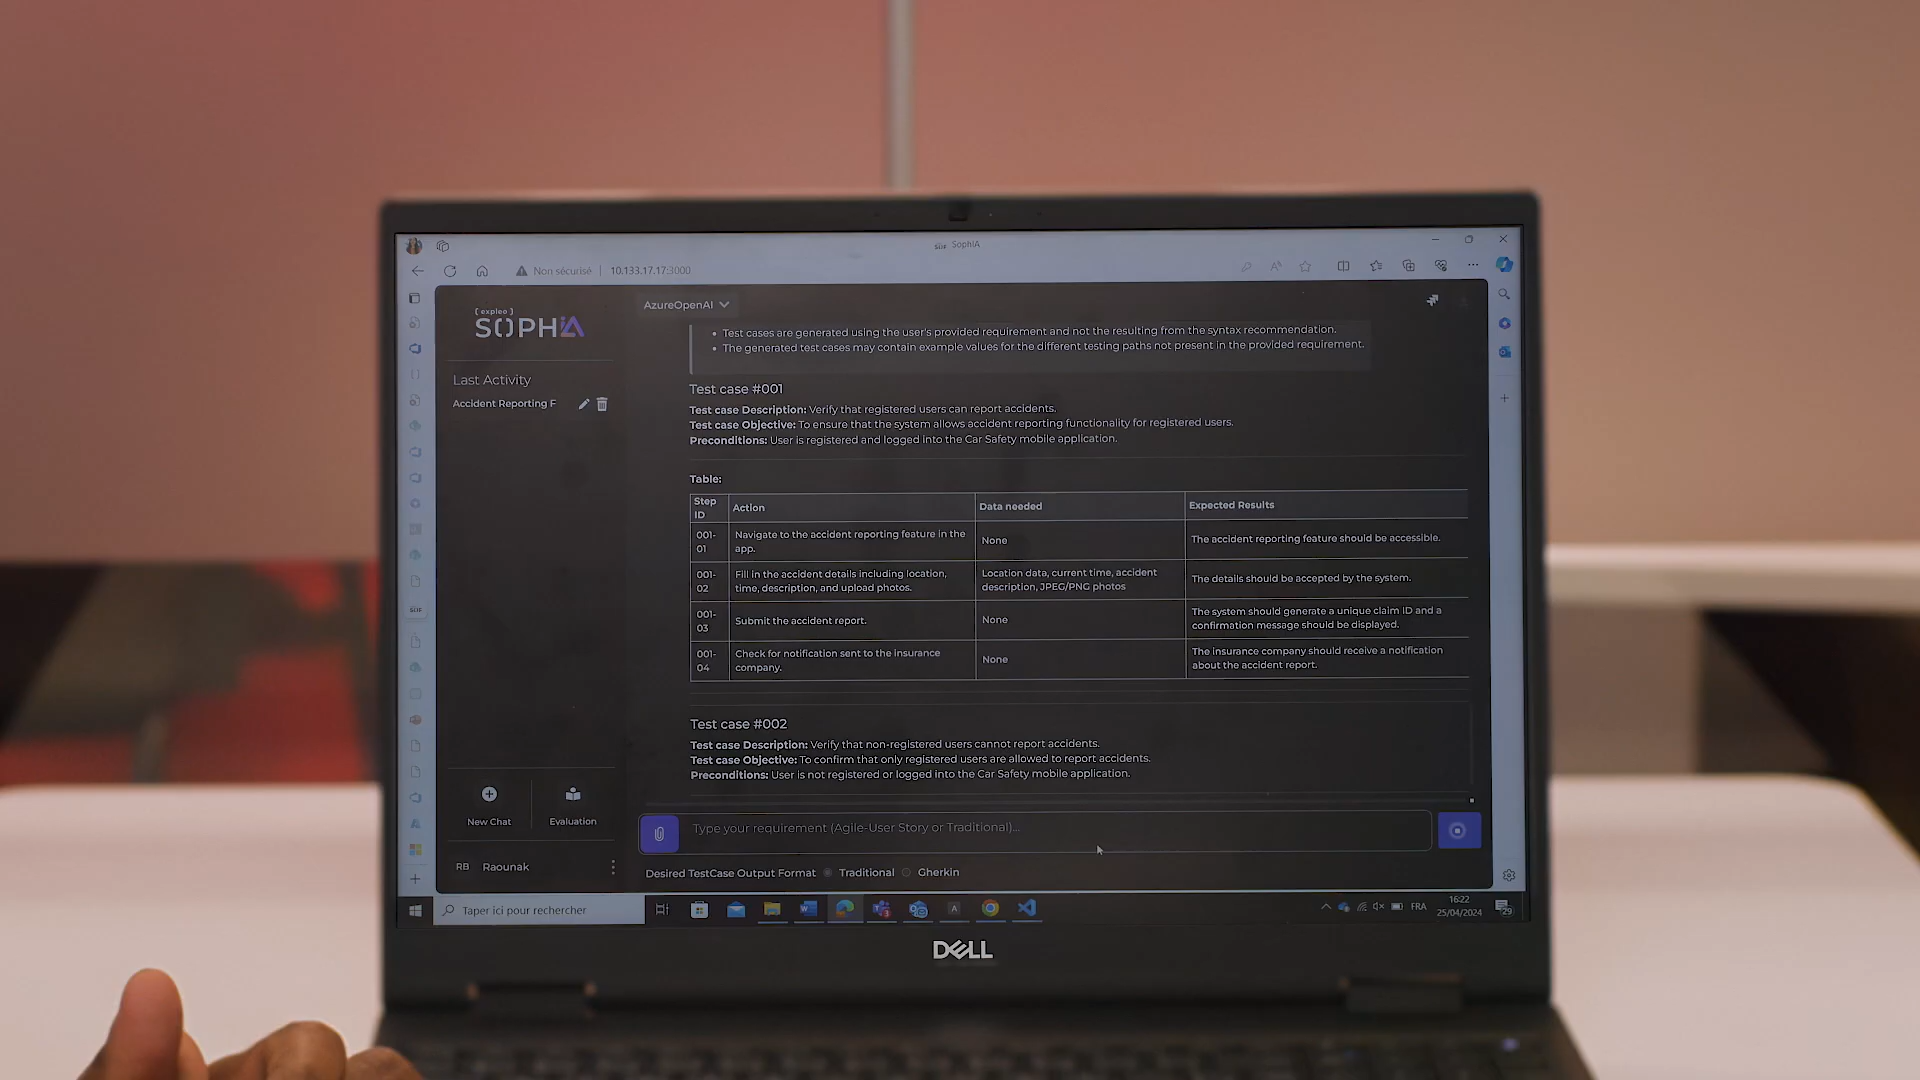 SophIA
Non sécurisé | 10.133.17.17:3000
[ expleo ]
SOPHIA
AzureOpenAI
Test cases are generated using the user's provided requirement and not the resulting from the syntax recommendation.
The generated test cases may contain example values for the different testing paths not present in the provided requirement.
Last Activity
Accident Reporting F
Test case #001
Test case Description: Verify that registered users can report accidents.
Test case Objective: To ensure that the system allows accident reporting functionality for registered users.
Preconditions: User is registered and logged into the Car Safety mobile application.
Table:
Step ID Action Data needed Expected Results
001-01 Navigate to the accident reporting feature in the app. None The accident reporting feature should be accessible.
001-02 Fill in the accident details including location, time, description, and upload photos. Location data, current time, accident description, JPEG/PNG photos The details should be accepted by the system.
001-03 Submit the accident report. None The system should generate a unique claim ID and a confirmation message should be displayed.
001-04 Check for notification sent to the insurance company. None The insurance company should receive a notification about the accident report.
Test case #002
Test case Description: Verify that non-registered users cannot report accidents.
Test case Objective: To confirm that only registered users are allowed to report accidents.
Preconditions: User is not registered or logged into the Car Safety mobile application.
New Chat
Evaluation
Type your requirement (Agile-User Story or Traditional)...
RB Raounak
Desired TestCase Output Format Traditional Gherkin
Taper ici pour rechercher
FRA
16:22
25/04/2024
29
DELL